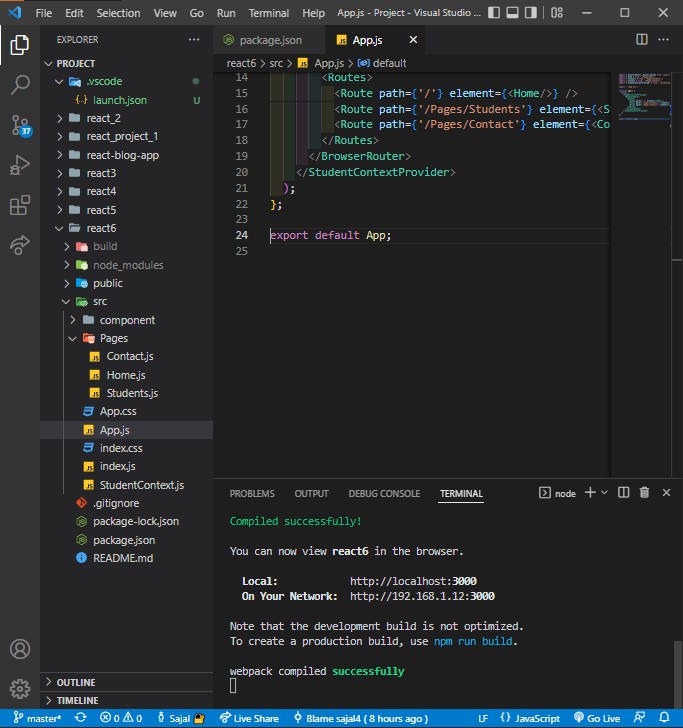 File Edit Selection View Go Run Terminal Help App.js - Project - Visual Studio ...
EXPLORER
PROJECT
.vscode
launch.json U
react_2
react_project_1
react-blog-app
react3
react4
react5
react6
build
node_modules
public
src
component
Pages
Contact.js
Home.js
Students.js
App.css
App.js
index.css
index.js
StudentContext.js
.gitignore
package-lock.json
package.json
README.md
OUTLINE
TIMELINE
37
package.json App.js
react6 > src > App.js > default
14 <Routes>
15 <Route path={'/'} element={<Home/>} />
16 <Route path={'/Pages/Students'} element={<S
17 <Route path={'/Pages/Contact'} element={<Co
18 </Routes>
19 </BrowserRouter>
20 </StudentContextProvider>
21 );
22 };
23
24 export default App;
25
PROBLEMS OUTPUT DEBUG CONSOLE TERMINAL node
Compiled successfully!
You can now view react6 in the browser.
Local: http://localhost:3000
On Your Network: http://192.168.1.12:3000
Note that the development build is not optimized.
To create a production build, use npm run build.
webpack compiled successfully
master* 0 0 Sajal Live Share Blame sajal4 ( 8 hours ago ) LF {} JavaScript Go Live